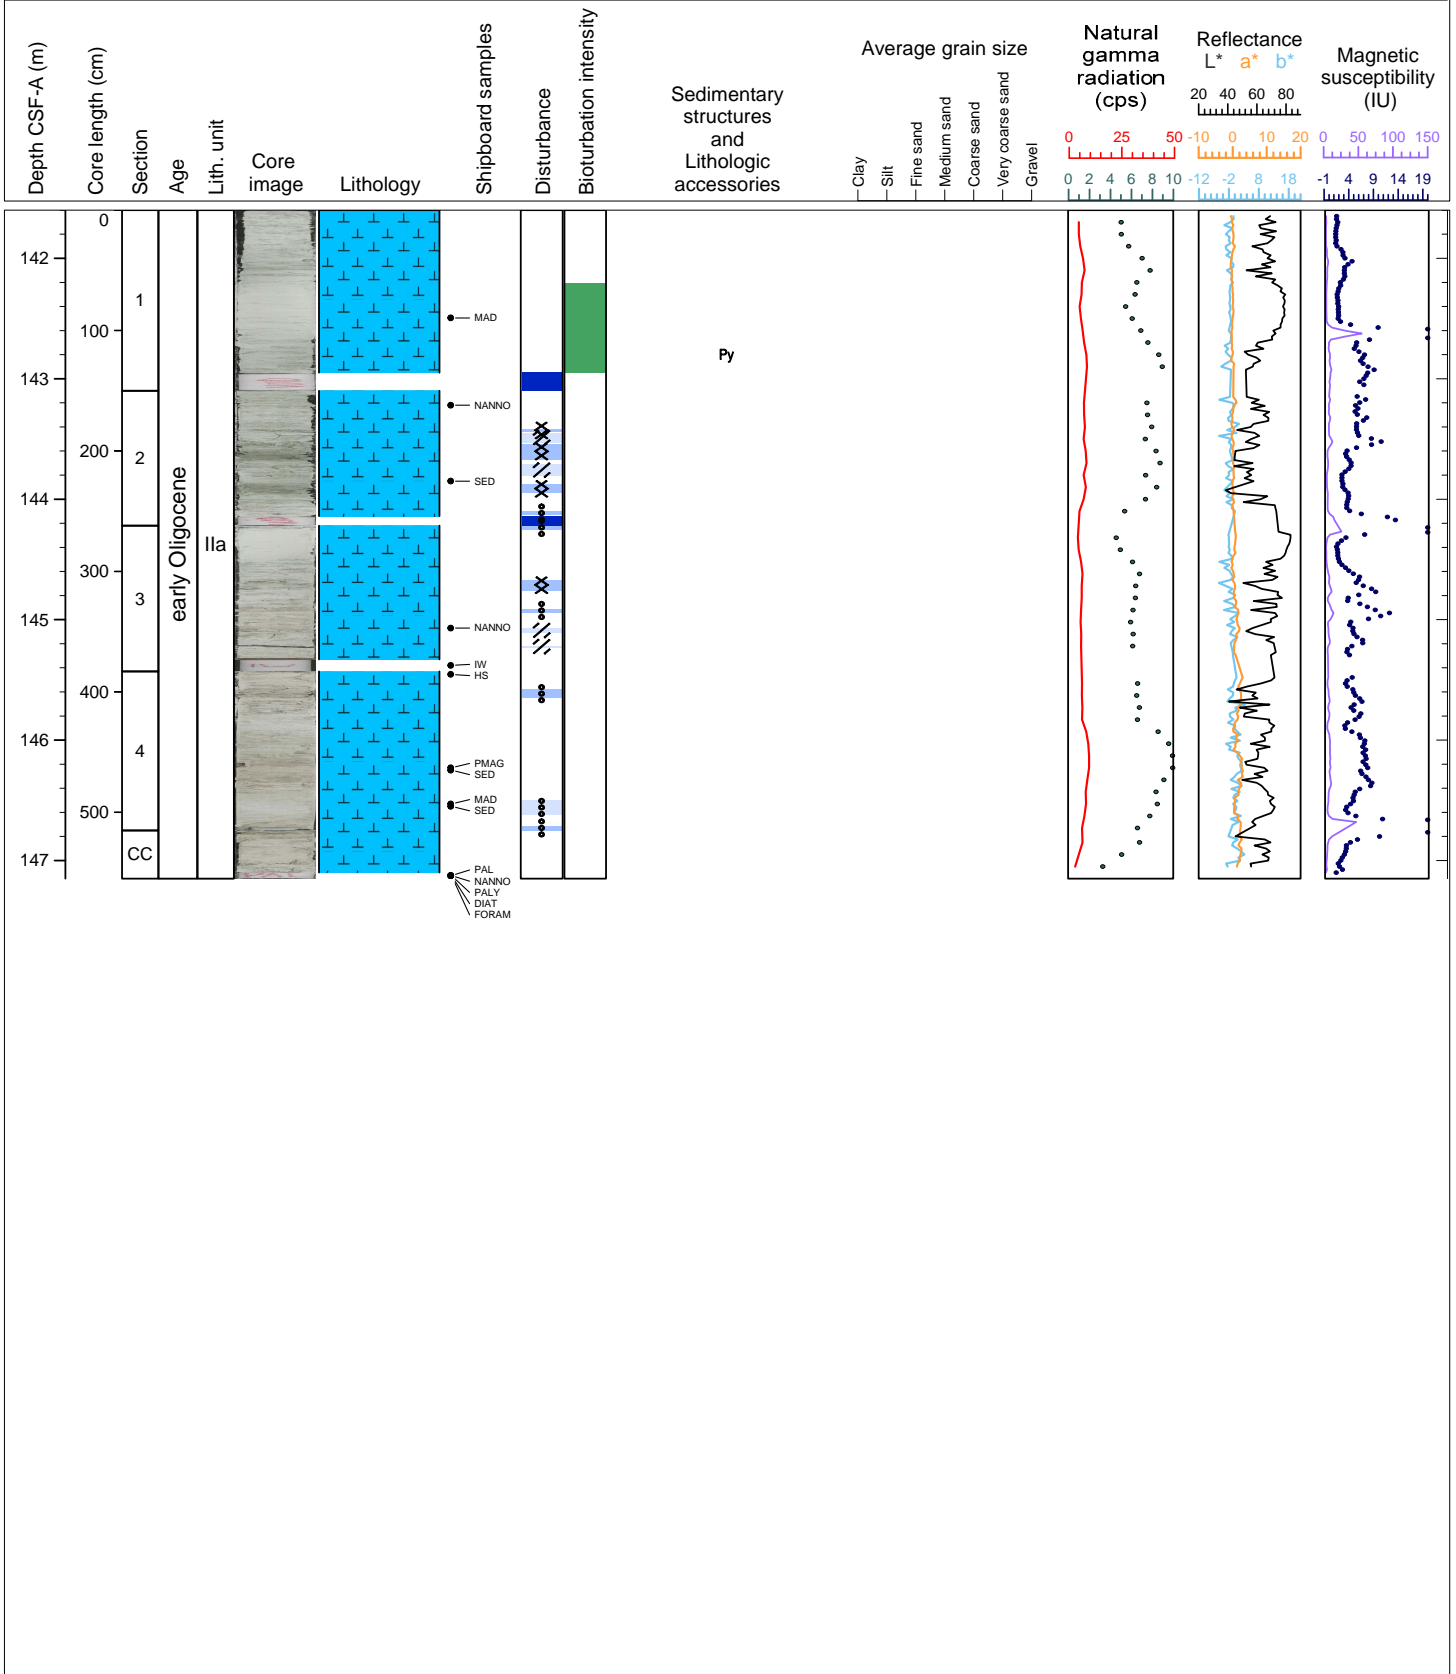 Depth CSF-A (m)
Core length (cm)
Section
Age
Lith. unit
Core
image
Lithology
Shipboard samples
Disturbance
Bioturbation intensity
Sedimentary
structures
and
Lithologic
accessories
Average grain size
Clay
Silt
Fine sand
Medium sand
Coarse sand
Very coarse sand
Gravel
Natural
gamma
radiation
(cps)
0 25 50
0 2 4 6 8 10
Reflectance
L* a* b*
20 40 60 80
-10 0 10 20
-12 -2 8 18
Magnetic
susceptibility
(IU)
0 50 100 150
-1 4 9 14 19
142
143
144
145
146
147
0
100
200
300
400
500
1
2
3
4
CC
early Oligocene
IIa
MAD
NANNO
SED
NANNO
IW
HS
PMAG
SED
MAD
SED
PAL
NANNO
PALY
DIAT
FORAM
Py